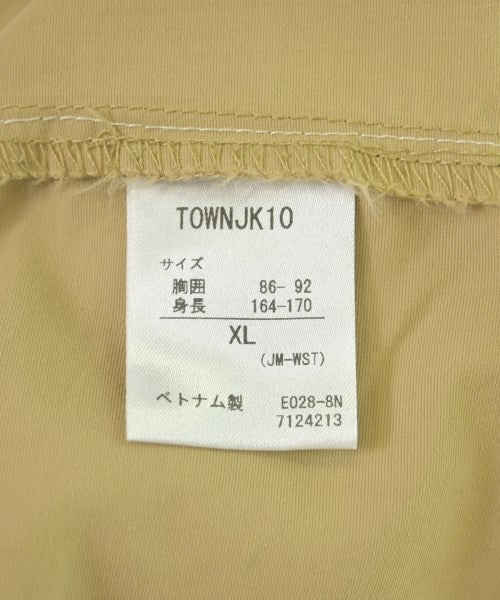 TOWNJK10
サイズ
胸囲 86- 92
身長 164-170
XL
(JM-WST)
ベトナム製 E028-8N
7124213